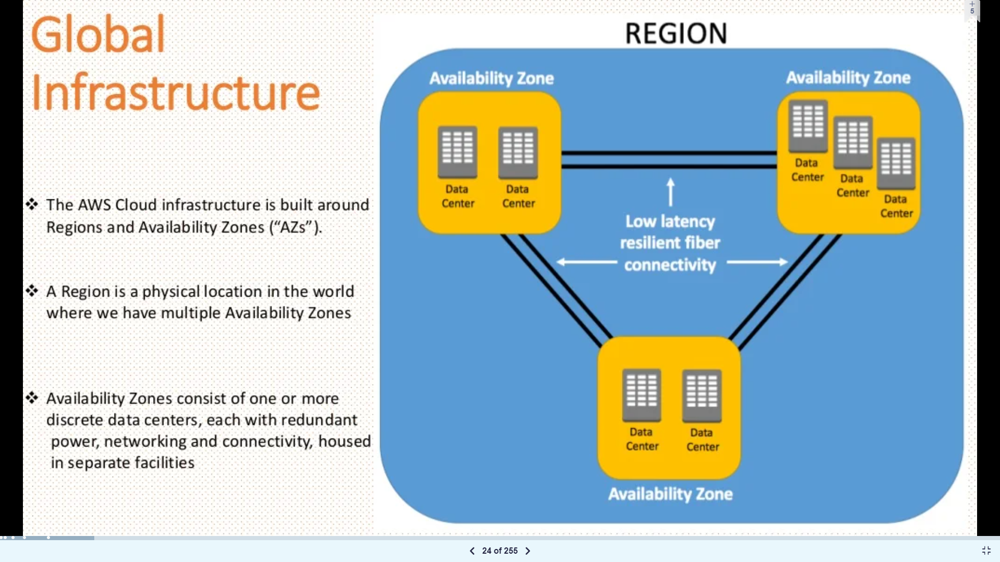 Global
Infrastructure
❖ The AWS Cloud infrastructure is built around
Regions and Availability Zones (“AZs”).
❖ A Region is a physical location in the world
where we have multiple Availability Zones
❖ Availability Zones consist of one or more
discrete data centers, each with redundant
power, networking and connectivity, housed
in separate facilities
REGION
Availability Zone
Data
Center
Data
Center
Availability Zone
Data
Center
Data
Center
Data
Center
Low latency
resilient fiber
connectivity
Data
Center
Data
Center
Availability Zone
+
5
24 of 255